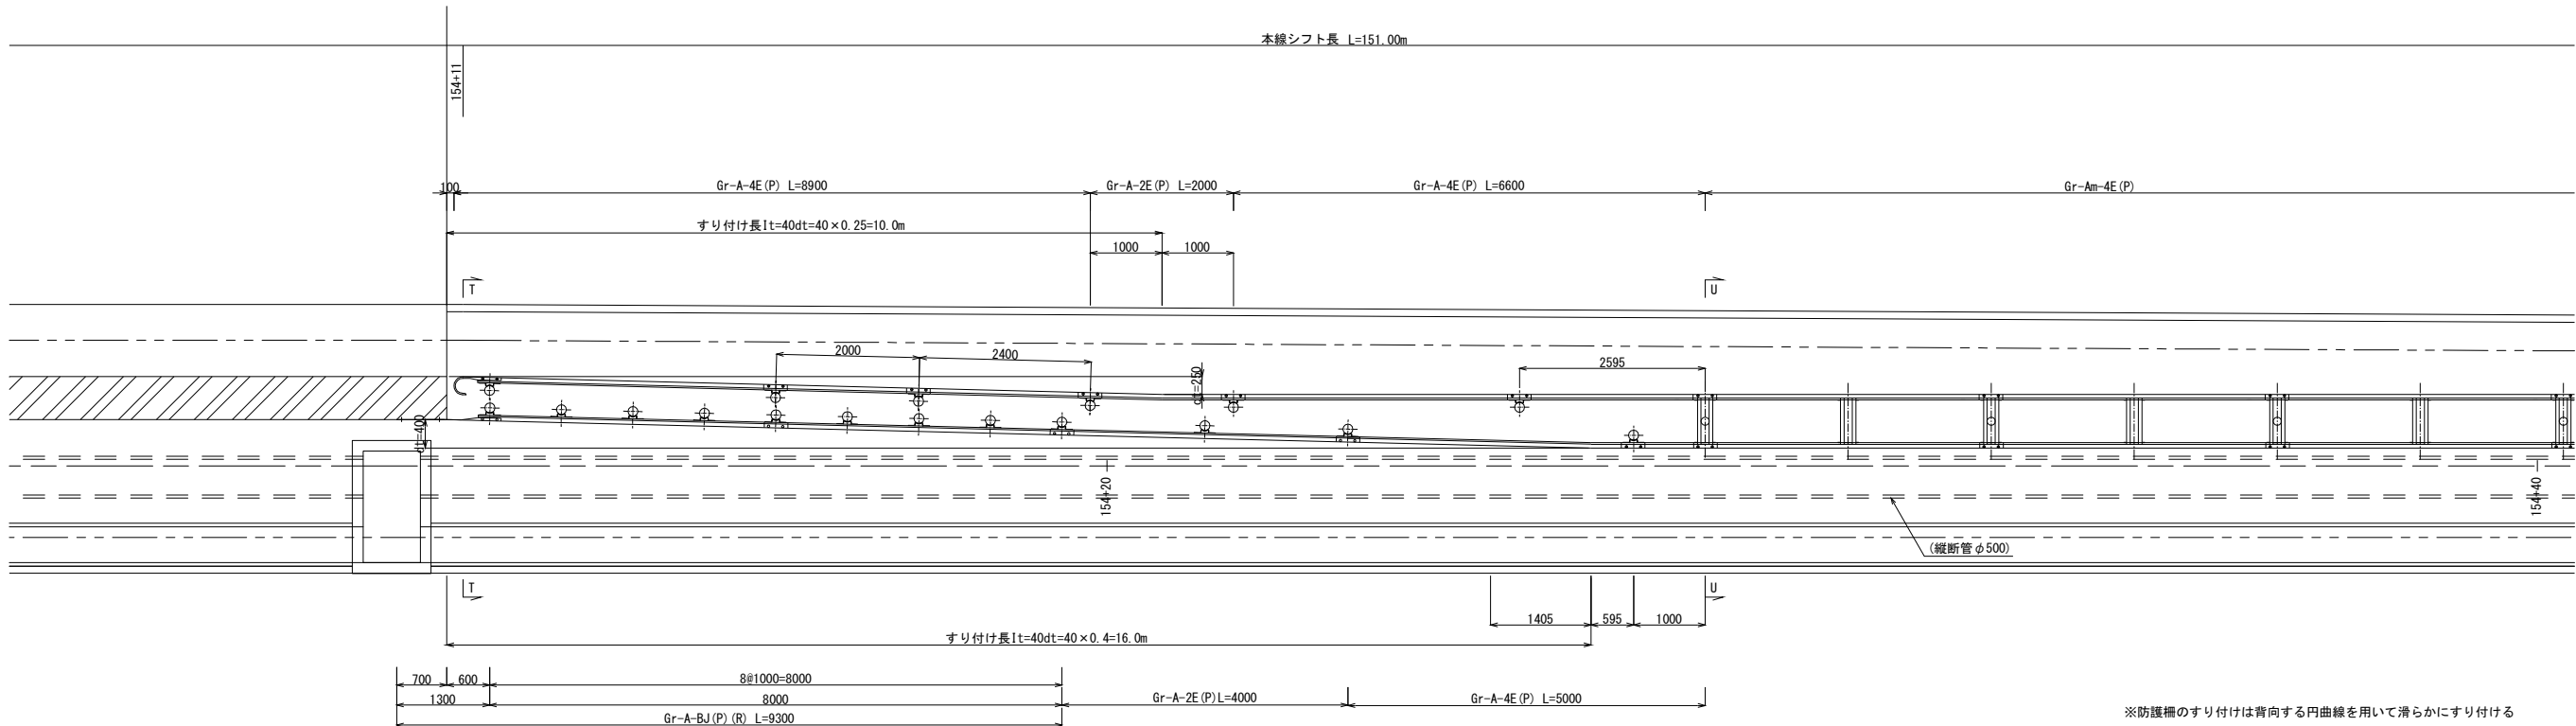 本線シフト長 L=151.00m
154+11
100
Gr-A-4E(P) L=8900
Gr-A-2E(P) L=2000
Gr-A-4E(P) L=6600
Gr-Am-4E(P)
すり付け長It=40dt=40×0.25=10.0m
1000
1000
T
U
2000
2400
2595
dt=250
dt=400
154+20
154+40
(縦断管φ500)
T
U
1405
595
1000
すり付け長It=40dt=40×0.4=16.0m
700
600
8@1000=8000
1300
8000
Gr-A-2E(P)L=4000
Gr-A-4E(P) L=5000
Gr-A-BJ(P)(R) L=9300
※防護柵のすり付けは背向する円曲線を用いて滑らかにすり付ける